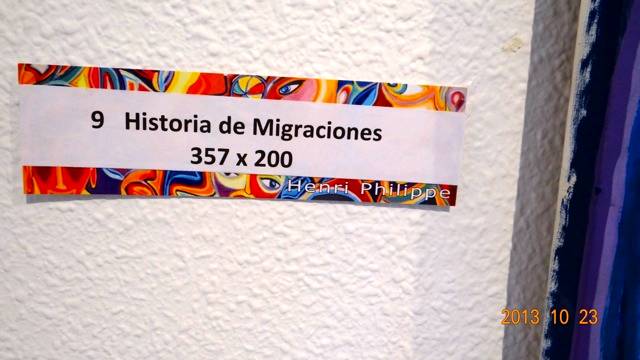 9 Historia de Migraciones
357 x 200
Henri Philippe
2013 10 23